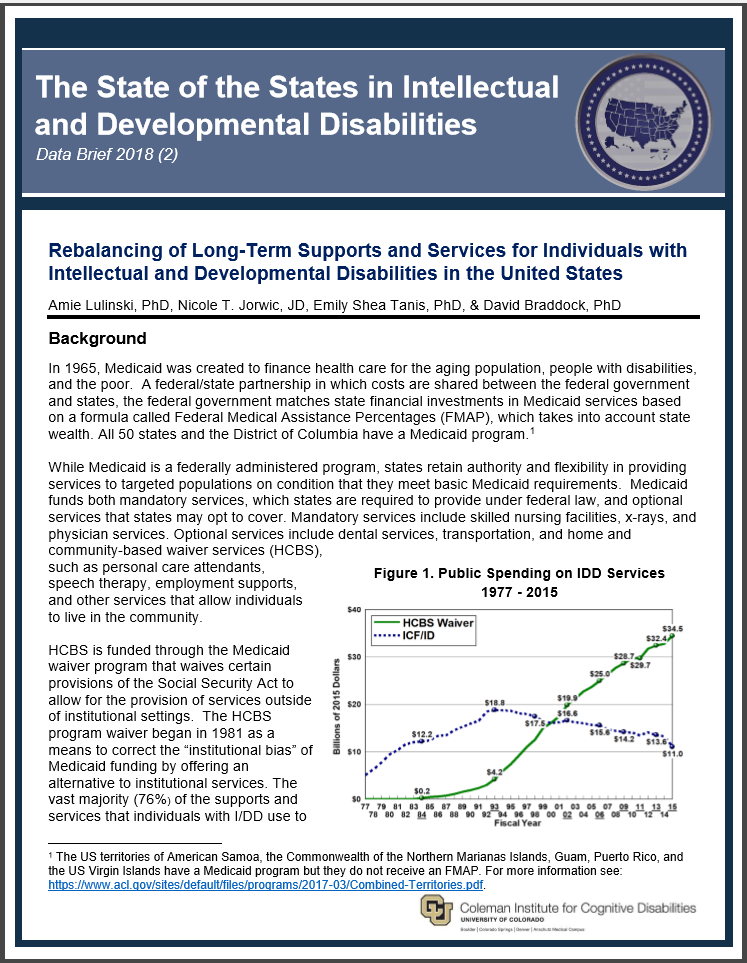 The State of the States in Intellectual
and Developmental Disabilities
Data Brief 2018 (2)
Rebalancing of Long-Term Supports and Services for Individuals with
Intellectual and Developmental Disabilities in the United States
Amie Lulinski, PhD, Nicole T. Jorwic, JD, Emily Shea Tanis, PhD, & David Braddock, PhD
Background
In 1965, Medicaid was created to finance health care for the aging population, people with disabilities,
and the poor.  A federal/state partnership in which costs are shared between the federal government
and states, the federal government matches state financial investments in Medicaid services based
on a formula called Federal Medical Assistance Percentages (FMAP), which takes into account state
wealth. All 50 states and the District of Columbia have a Medicaid program.1
While Medicaid is a federally administered program, states retain authority and flexibility in providing
services to targeted populations on condition that they meet basic Medicaid requirements.  Medicaid
funds both mandatory services, which states are required to provide under federal law, and optional
services that states may opt to cover. Mandatory services include skilled nursing facilities, x-rays, and
physician services. Optional services include dental services, transportation, and home and
community-based waiver services (HCBS),
such as personal care attendants,
speech therapy, employment supports,
and other services that allow individuals
to live in the community.
HCBS is funded through the Medicaid
waiver program that waives certain
provisions of the Social Security Act to
allow for the provision of services outside
of institutional settings.  The HCBS
program waiver began in 1981 as a
means to correct the “institutional bias” of
Medicaid funding by offering an
alternative to institutional services. The
vast majority (76%) of the supports and
services that individuals with I/DD use to
Figure 1. Public Spending on IDD Services
1977 - 2015
HCBS Waiver
ICF/ID
Billions of 2015 Dollars
$40
$30
$20
$10
$0
$12.2
$18.8
$17.5
$16.6
$15.6
$14.2
$13.6
$11.0
$0.2
$4.2
$19.9
$25.0
$28.7
$29.7
$32.4
$34.5
77 79 81 83 85 87 89 91 93 95 97 99 01 03 05 07 09 11 13 15
78 80 82 84 86 88 90 92 94 96 98 00 02 04 06 08 10 12 14
Fiscal Year
1 The US territories of American Samoa, the Commonwealth of the Northern Marianas Islands, Guam, Puerto Rico, and
the US Virgin Islands have a Medicaid program but they do not receive an FMAP. For more information see:
https://www.acl.gov/sites/default/files/programs/2017-03/Combined-Territories.pdf.
CU
Coleman Institute for Cognitive Disabilities
UNIVERSITY OF COLORADO
Boulder | Colorado Springs | Denver | Anschutz Medical Campus